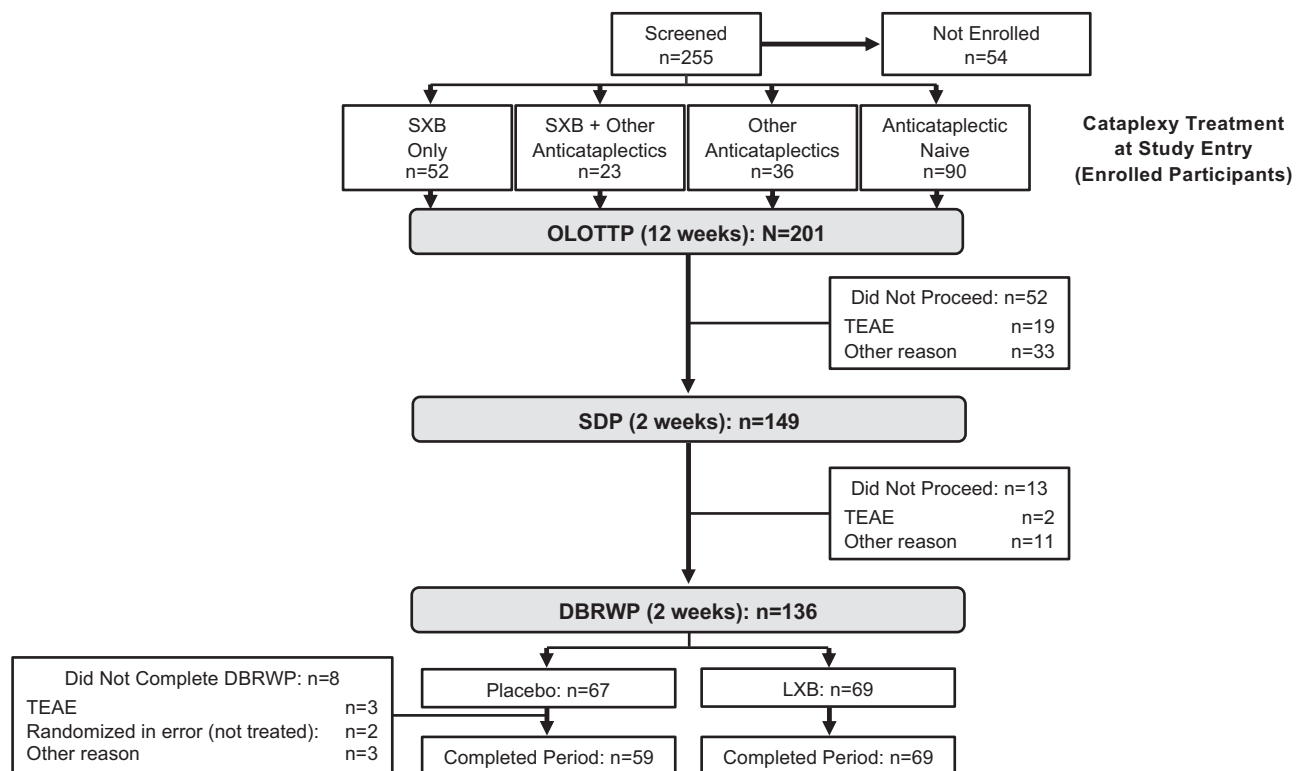 Screened
n=255
Not Enrolled
n=54
SXB
Only
n=52
SXB + Other
Anticataplectics
n=23
Other
Anticataplectics
n=36
Anticataplectic
Naive
n=90
Cataplexy Treatment
at Study Entry
(Enrolled Participants)
OLOTTP (12 weeks): N=201
Did Not Proceed: n=52
TEAE n=19
Other reason n=33
SDP (2 weeks): n=149
Did Not Proceed: n=13
TEAE n=2
Other reason n=11
DBRWP (2 weeks): n=136
Did Not Complete DBRWP: n=8
TEAE n=3
Randomized in error (not treated): n=2
Other reason n=3
Placebo: n=67
LXB: n=69
Completed Period: n=59
Completed Period: n=69